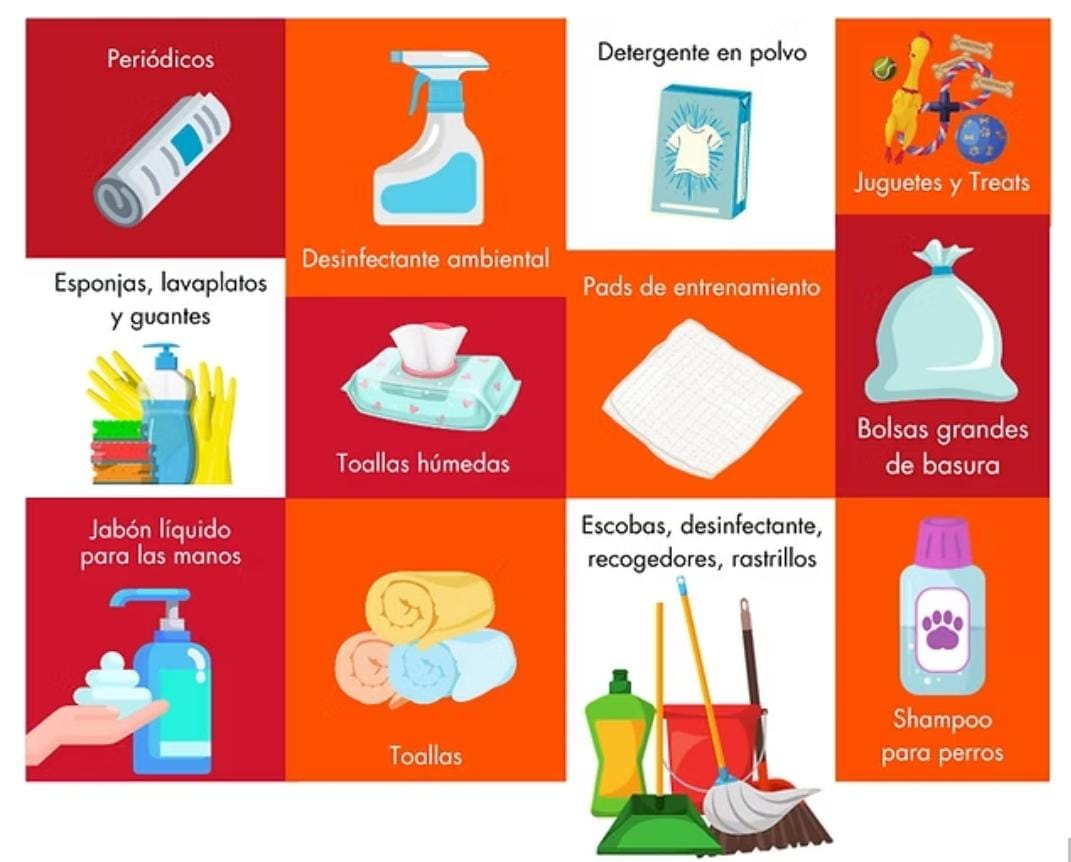 Periódicos
Desinfectante ambiental
Detergente en polvo
Juguetes y Treats
Esponjas, lavaplatos
y guantes
Toallas húmedas
Pads de entrenamiento
Bolsas grandes
de basura
Jabón líquido
para las manos
Toallas
Escobas, desinfectante,
recogedores, rastrillos
Shampoo
para perros